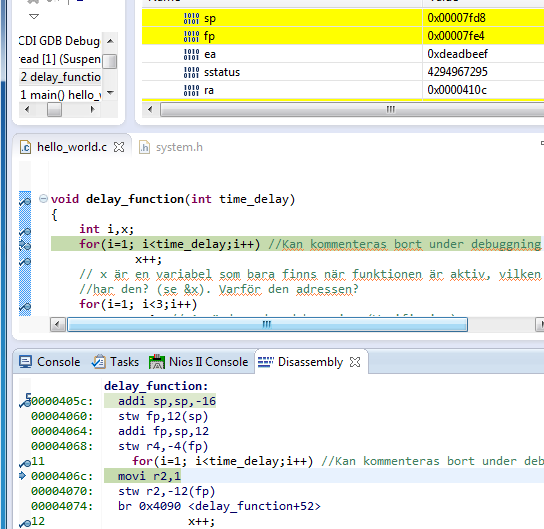 Name Value
CDI GDB Debug
read [1] (Suspen
2 delay_functio
1 main() hello_w
sp 0x00007fd8
fp 0x00007fe4
ea 0xdeadbeef
sstatus 4294967295
ra 0x0000410c
hello_world.c system.h
void delay_function(int time_delay)
{
int i,x;
for(i=1; i<time_delay;i++) //Kan kommenteras bort under debuggning
x++;
// x är en variabel som bara finns när funktionen är aktiv, vilken
//har den? (se &x). Varför den adressen?
for(i=1; i<3;i++)
Console Tasks Nios II Console Disassembly
delay_function:
0000405c: addi sp,sp,-16
00004060: stw fp,12(sp)
00004064: addi fp,sp,12
00004068: stw r4,-4(fp)
11 for(i=1; i<time_delay;i++) //Kan kommenteras bort under deb
0000406c: movi r2,1
00004070: stw r2,-12(fp)
00004074: br 0x4090 <delay_function+52>
12 x++;